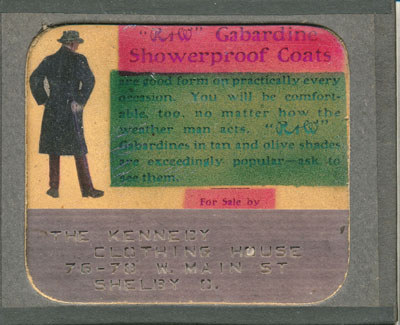 "R&W" Gabardine
Showerproof Coats
are good form on practically every
occasion. You will be comfort-
able, too, no matter how the
weather man acts. "R&W"
Gabardines in tan and olive shades
are exceedingly popular—ask to
see them.
For Sale by
THE KENNEDY
CLOTHING HOUSE
76-78 W. MAIN ST
SHELBY O.